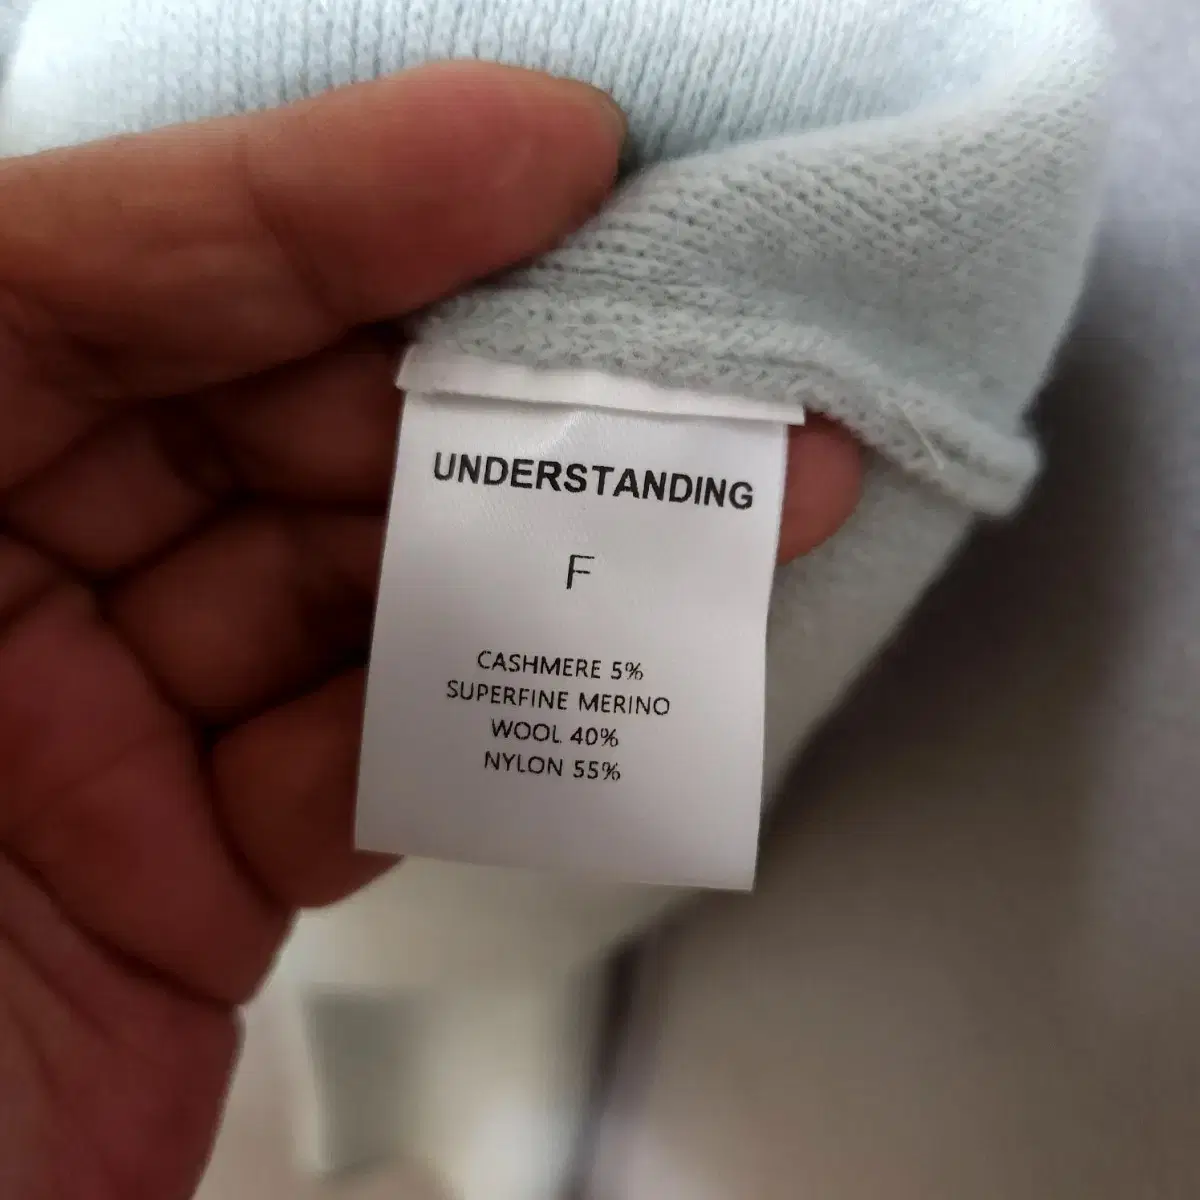 UNDERSTANDING
F
CASHMERE 5%
SUPERFINE MERINO
WOOL 40%
NYLON 55%